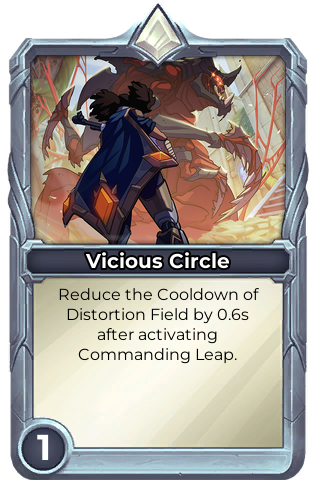 Vicious Circle
Reduce the Cooldown of
Distortion Field by 0.6s
after activating
Commanding Leap.
1